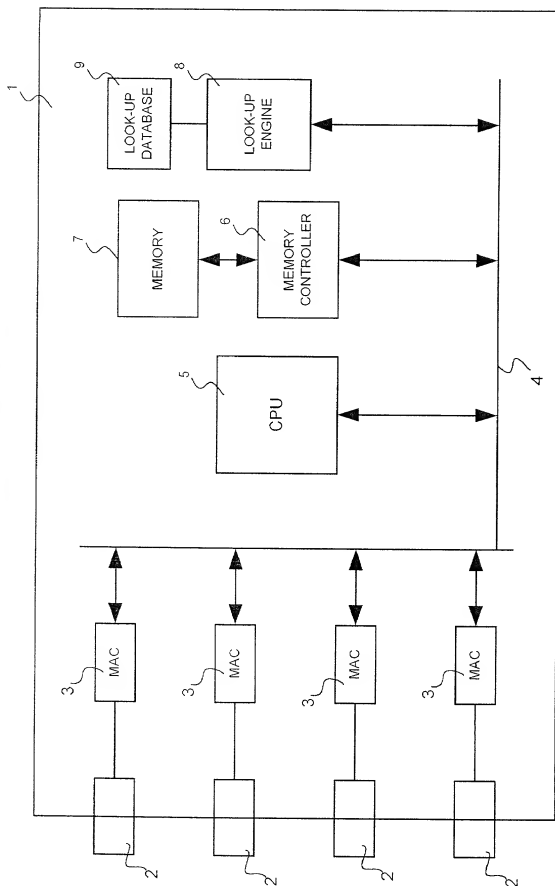 1
9
LOOK-UP
DATABASE
8
LOOK-UP
ENGINE
7
MEMORY
6
MEMORY
CONTROLLER
5
CPU
4
3
MAC
3
MAC
3
MAC
3
MAC
2
2
2
2